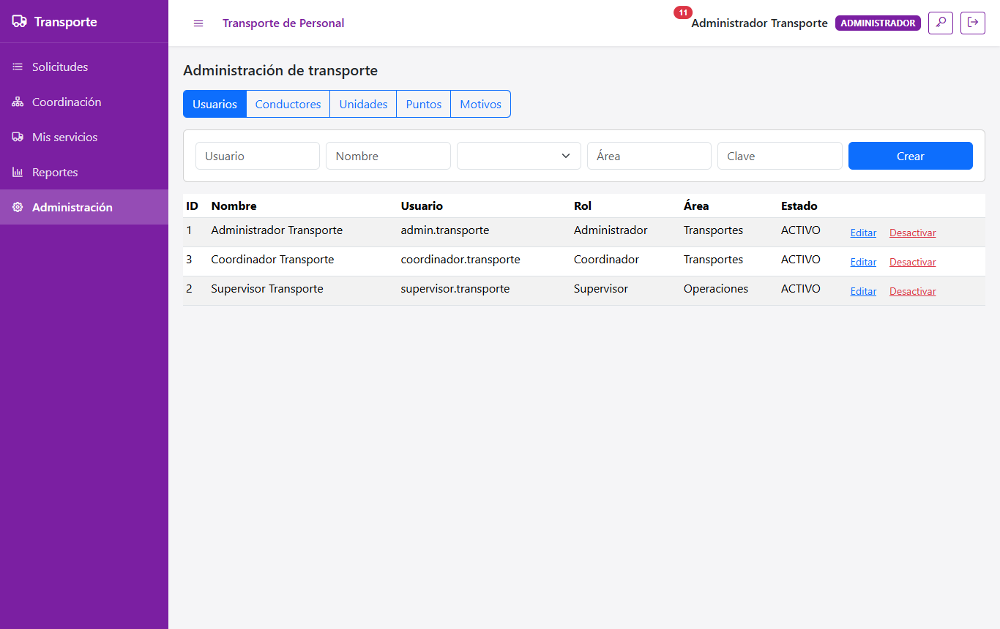 Transporte
Transporte de Personal
11
Administrador Transporte
ADMINISTRADOR
Solicitudes
Coordinación
Mis servicios
Reportes
Administración
Administración de transporte
Usuarios Conductores Unidades Puntos Motivos
Usuario Nombre Área Clave Crear
ID Nombre Usuario Rol Área Estado
1 Administrador Transporte admin.transporte Administrador Transportes ACTIVO Editar Desactivar
3 Coordinador Transporte coordinador.transporte Coordinador Transportes ACTIVO Editar Desactivar
2 Supervisor Transporte supervisor.transporte Supervisor Operaciones ACTIVO Editar Desactivar